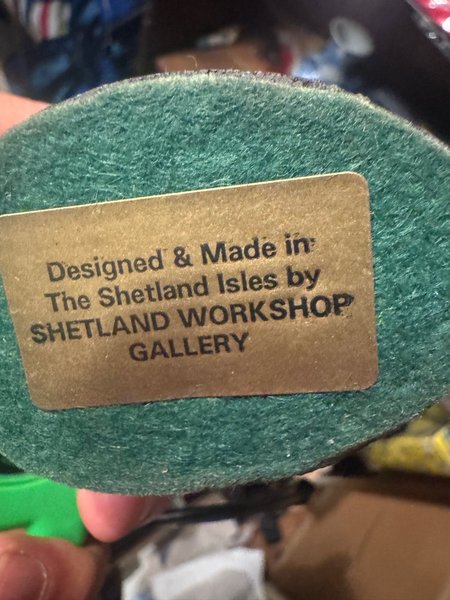 Designed & Made in
The Shetland Isles by
SHETLAND WORKSHOP
GALLERY